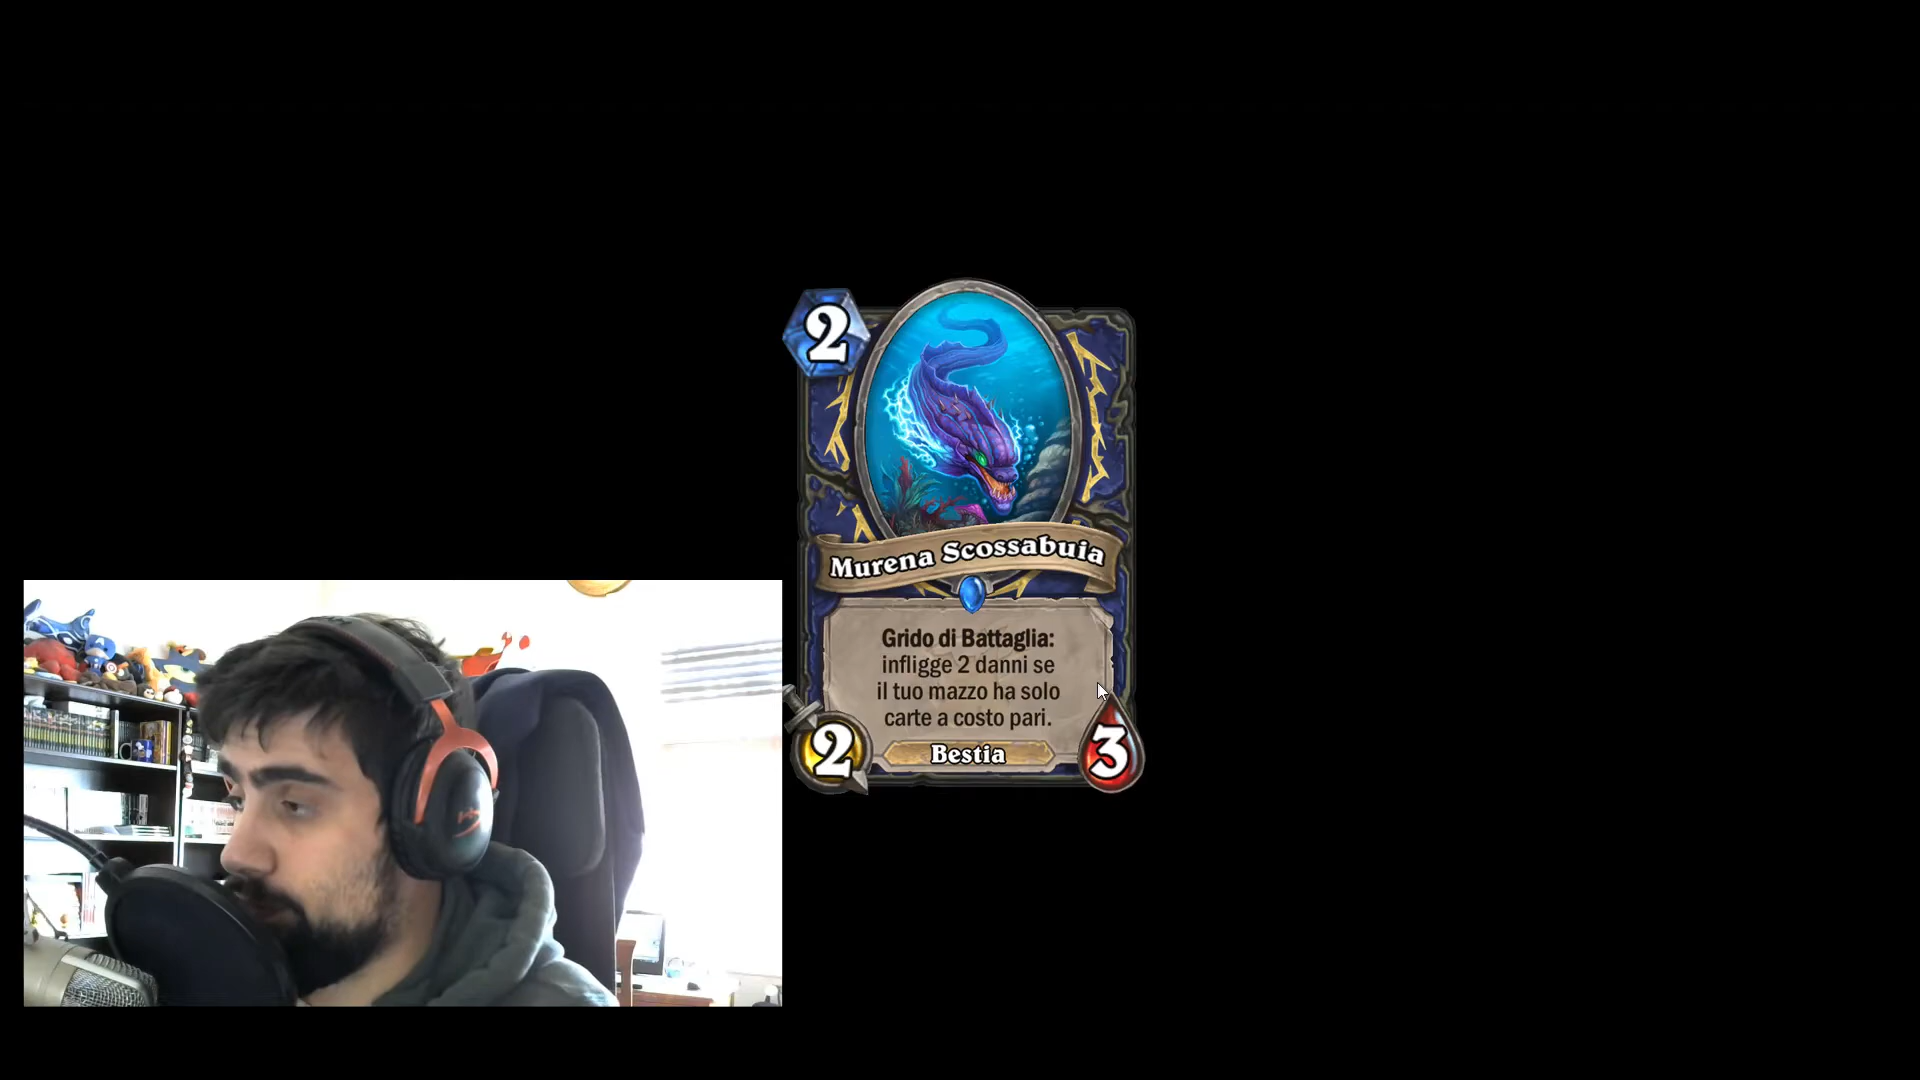 2
Murena Scossabuia
Grido di Battaglia:
infligge 2 danni se
il tuo mazzo ha solo
carte a costo pari.
2
Bestia
3